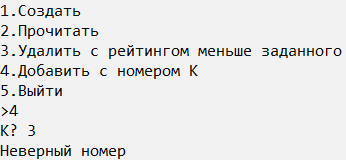 1.Создать
2.Прочитать
3.Удалить с рейтингом меньше заданного
4.Добавить с номером К
5.Выйти
>4
К? 3
Неверный номер